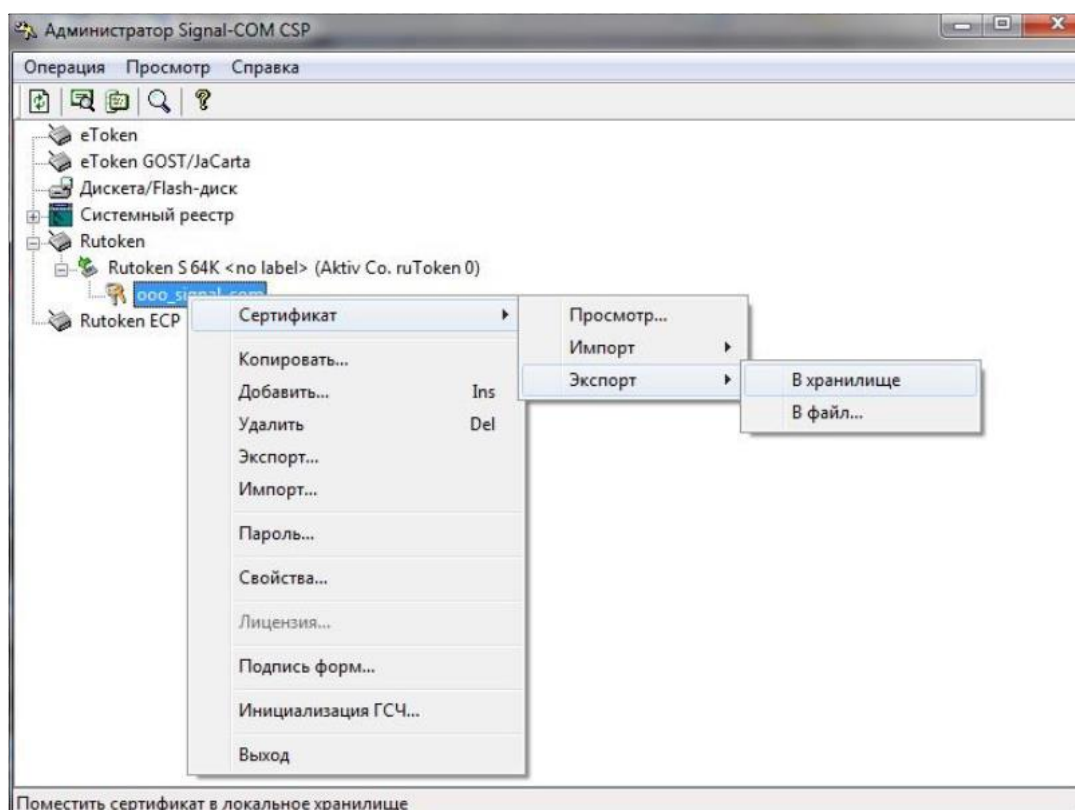 Администратор Signal-COM CSP
Операция Просмотр Справка
eToken
eToken GOST/JaCarta
Дискета/Flash-диск
Системный реестр
Rutoken
Rutoken S 64K <no label> (Aktiv Co. ruToken 0)
ooo_signal_com
Rutoken ECP
Сертификат
Копировать...
Добавить... Ins
Удалить Del
Экспорт...
Импорт...
Пароль...
Свойства...
Лицензия...
Подпись форм...
Инициализация ГСЧ...
Выход
Просмотр...
Импорт
Экспорт
В хранилище
В файл...
Поместить сертификат в локальное хранилище